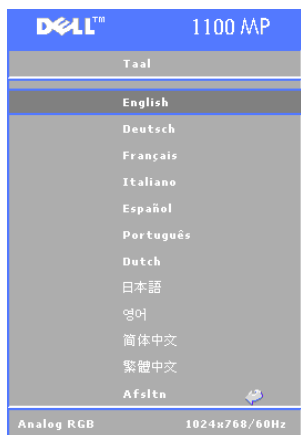 DELL™ 1100 MP
Taal
English
Deutsch
Français
Italiano
Español
Português
Dutch
日本語
영어
简体中文
繁體中文
Afsltn
Analog RGB 1024x768/60Hz